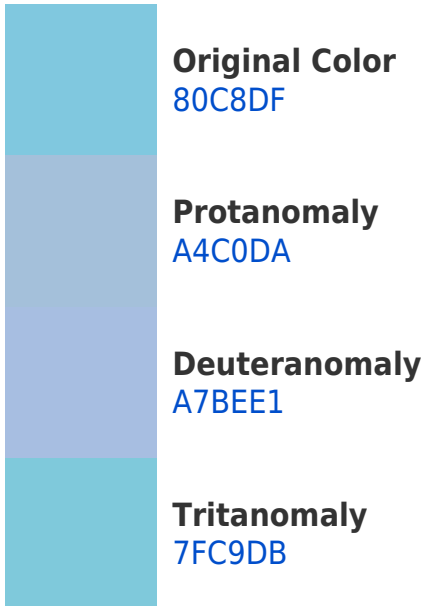 Original Color
80C8DF
Protanomaly
A4C0DA
Deuteranomaly
A7BEE1
Tritanomaly
7FC9DB